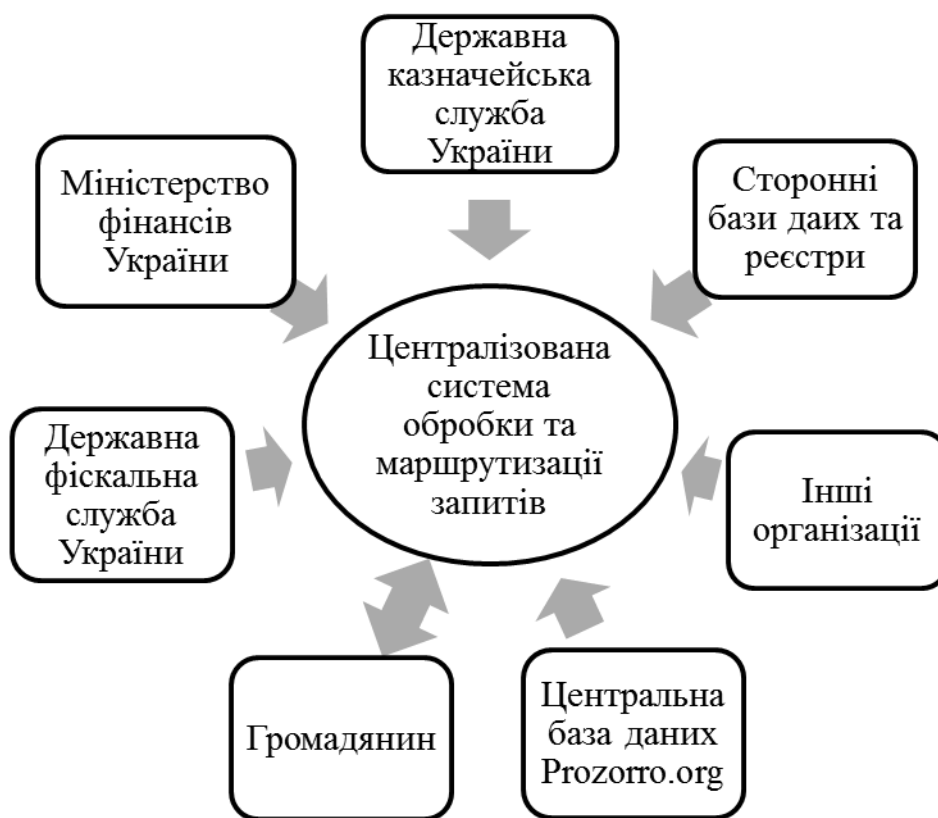 Державна
казначейська
служба
України
Міністерство
фінансів
України
Сторонні
бази даих та
реєстри
Централізована
система
обробки та
маршрутизації
запитів
Державна
фіскальна
служба
України
Інші
організації
Громадянин
Центральна
база даних
Prozorro.org